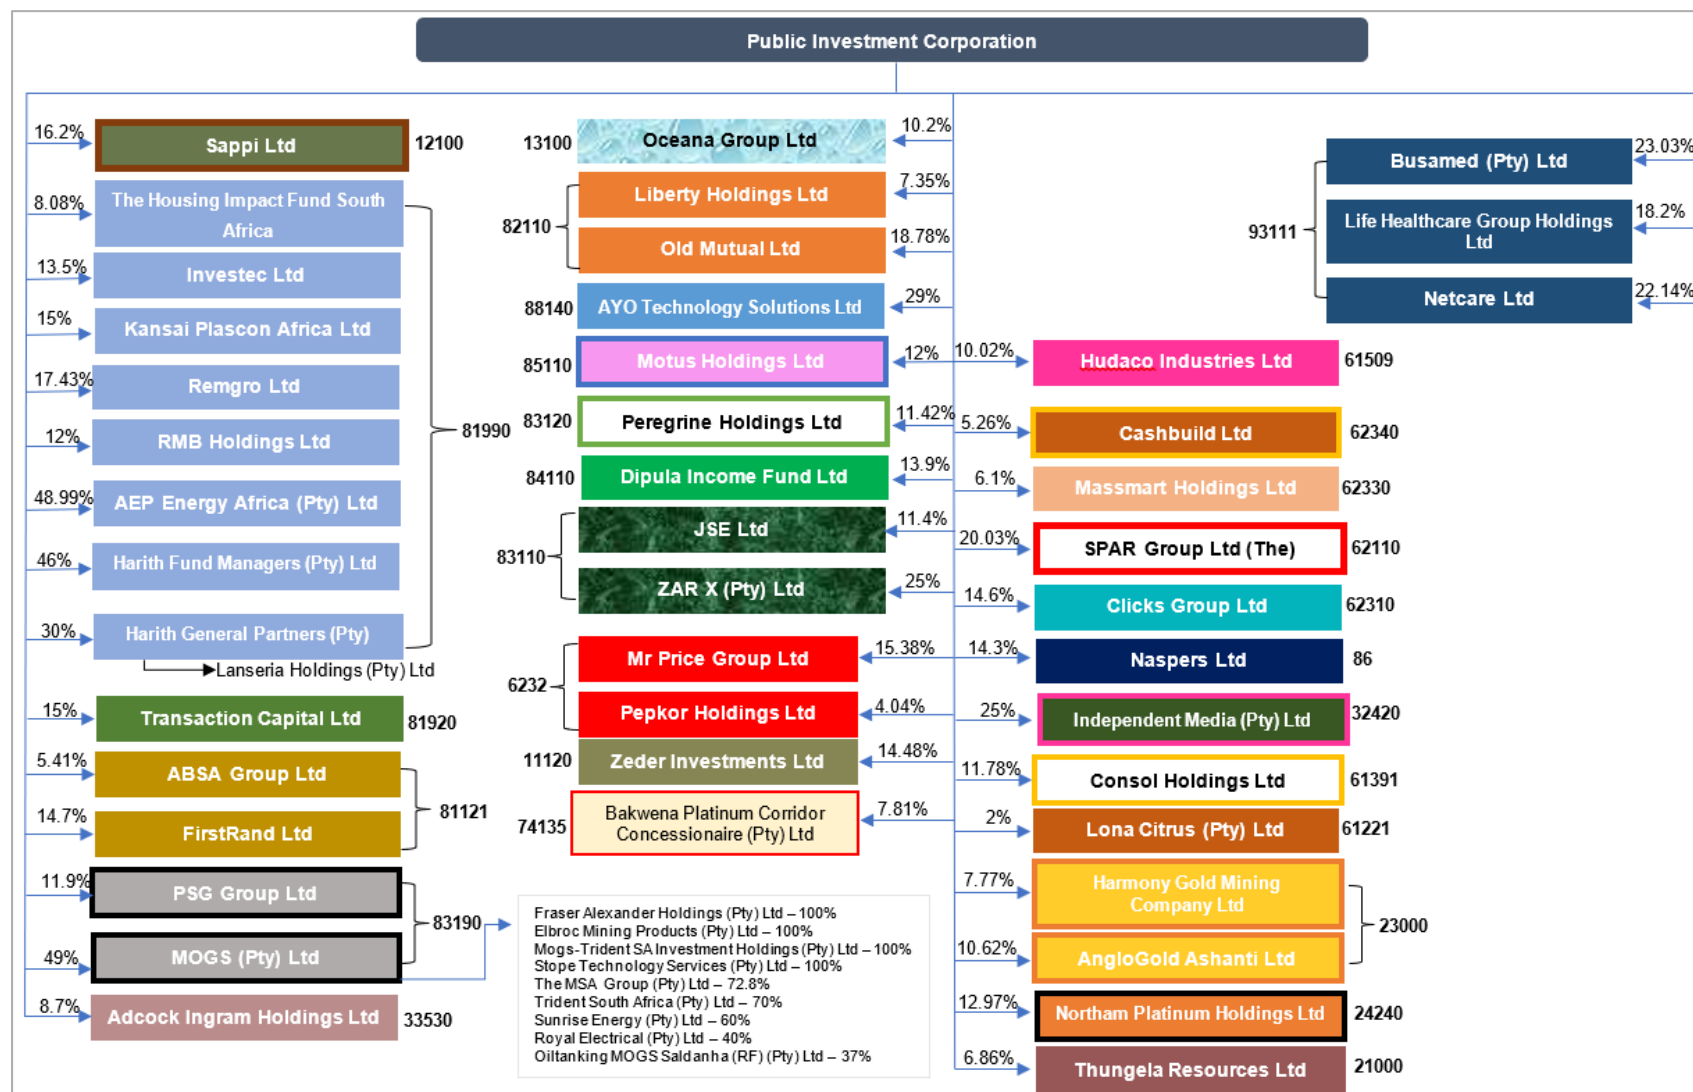 Public Investment Corporation
16.2%
Sappi Ltd
12100
8.08%
The Housing Impact Fund South
Africa
13.5%
Investec Ltd
15%
Kansai Plascon Africa Ltd
17.43%
Remgro Ltd
12%
RMB Holdings Ltd
81990
48.99%
AEP Energy Africa (Pty) Ltd
46%
Harith Fund Managers (Pty) Ltd
30%
Harith General Partners (Pty)
Lanseria Holdings (Pty) Ltd
15%
Transaction Capital Ltd
81920
5.41%
ABSA Group Ltd
81121
14.7%
FirstRand Ltd
11.9%
PSG Group Ltd
83190
49%
MOGS (Pty) Ltd
8.7%
Adcock Ingram Holdings Ltd
33530
13100
Oceana Group Ltd
10.2%
Liberty Holdings Ltd
7.35%
82110
Old Mutual Ltd
18.78%
88140
AYO Technology Solutions Ltd
29%
85110
Motus Holdings Ltd
12%
83120
Peregrine Holdings Ltd
11.42%
84110
Dipula Income Fund Ltd
13.9%
JSE Ltd
11.4%
83110
ZAR X (Pty) Ltd
25%
Mr Price Group Ltd
15.38%
6232
Pepkor Holdings Ltd
4.04%
11120
Zeder Investments Ltd
14.48%
74135
Bakwena Platinum Corridor
Concessionaire (Pty) Ltd
7.81%
Fraser Alexander Holdings (Pty) Ltd – 100%
Elbroc Mining Products (Pty) Ltd – 100%
Mogs-Trident SA Investment Holdings (Pty) Ltd – 100%
Stope Technology Services (Pty) Ltd – 100%
The MSA Group (Pty) Ltd – 72.8%
Trident South Africa (Pty) Ltd – 70%
Sunrise Energy (Pty) Ltd – 60%
Royal Electrical (Pty) Ltd – 40%
Oiltanking MOGS Saldanha (RF) (Pty) Ltd – 37%
Busamed (Pty) Ltd
23.03%
93111
Life Healthcare Group Holdings
Ltd
18.2%
Netcare Ltd
22.14%
10.02%
Hudaco Industries Ltd
61509
5.26%
Cashbuild Ltd
62340
6.1%
Massmart Holdings Ltd
62330
20.03%
SPAR Group Ltd (The)
62110
14.6%
Clicks Group Ltd
62310
14.3%
Naspers Ltd
86
25%
Independent Media (Pty) Ltd
32420
11.78%
Consol Holdings Ltd
61391
2%
Lona Citrus (Pty) Ltd
61221
7.77%
Harmony Gold Mining
Company Ltd
23000
10.62%
AngloGold Ashanti Ltd
12.97%
Northam Platinum Holdings Ltd
24240
6.86%
Thungela Resources Ltd
21000